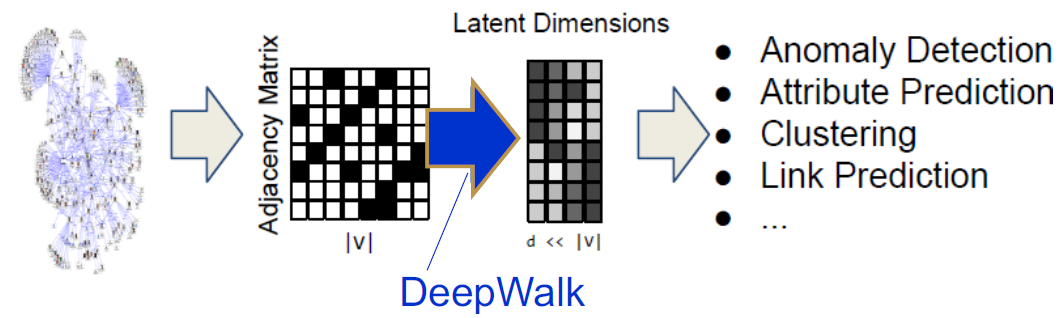 Latent Dimensions
Adjacency Matrix
|V|
d << |V|
DeepWalk
● Anomaly Detection
● Attribute Prediction
● Clustering
● Link Prediction
● ...